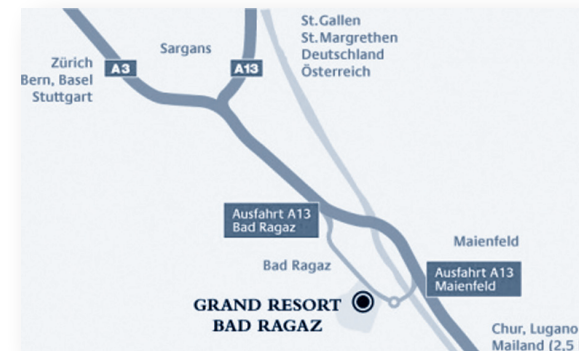 St.Gallen
St.Margrethen
Deutschland
Österreich
Sargans
Zürich
Bern, Basel
Stuttgart
A3
A13
Ausfahrt A13
Bad Ragaz
Maienfeld
Bad Ragaz
Ausfahrt A13
Maienfeld
GRAND RESORT
BAD RAGAZ
Chur, Lugano
Mailand (2.5